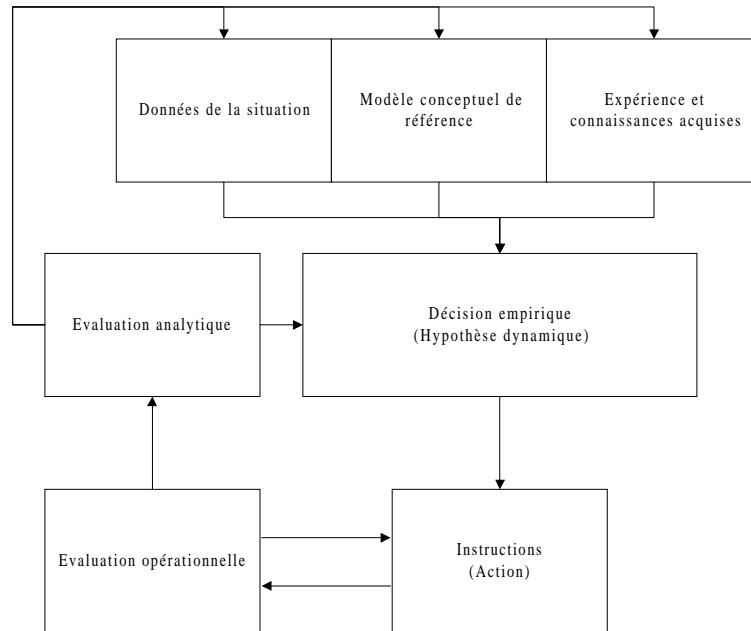 Données de la situation
Modèle conceptuel de
référence
Expérience et
connaissances acquises
Evaluation analytique
Décision empirique
(Hypothèse dynamique)
Evaluation opérationnelle
Instructions
(Action)